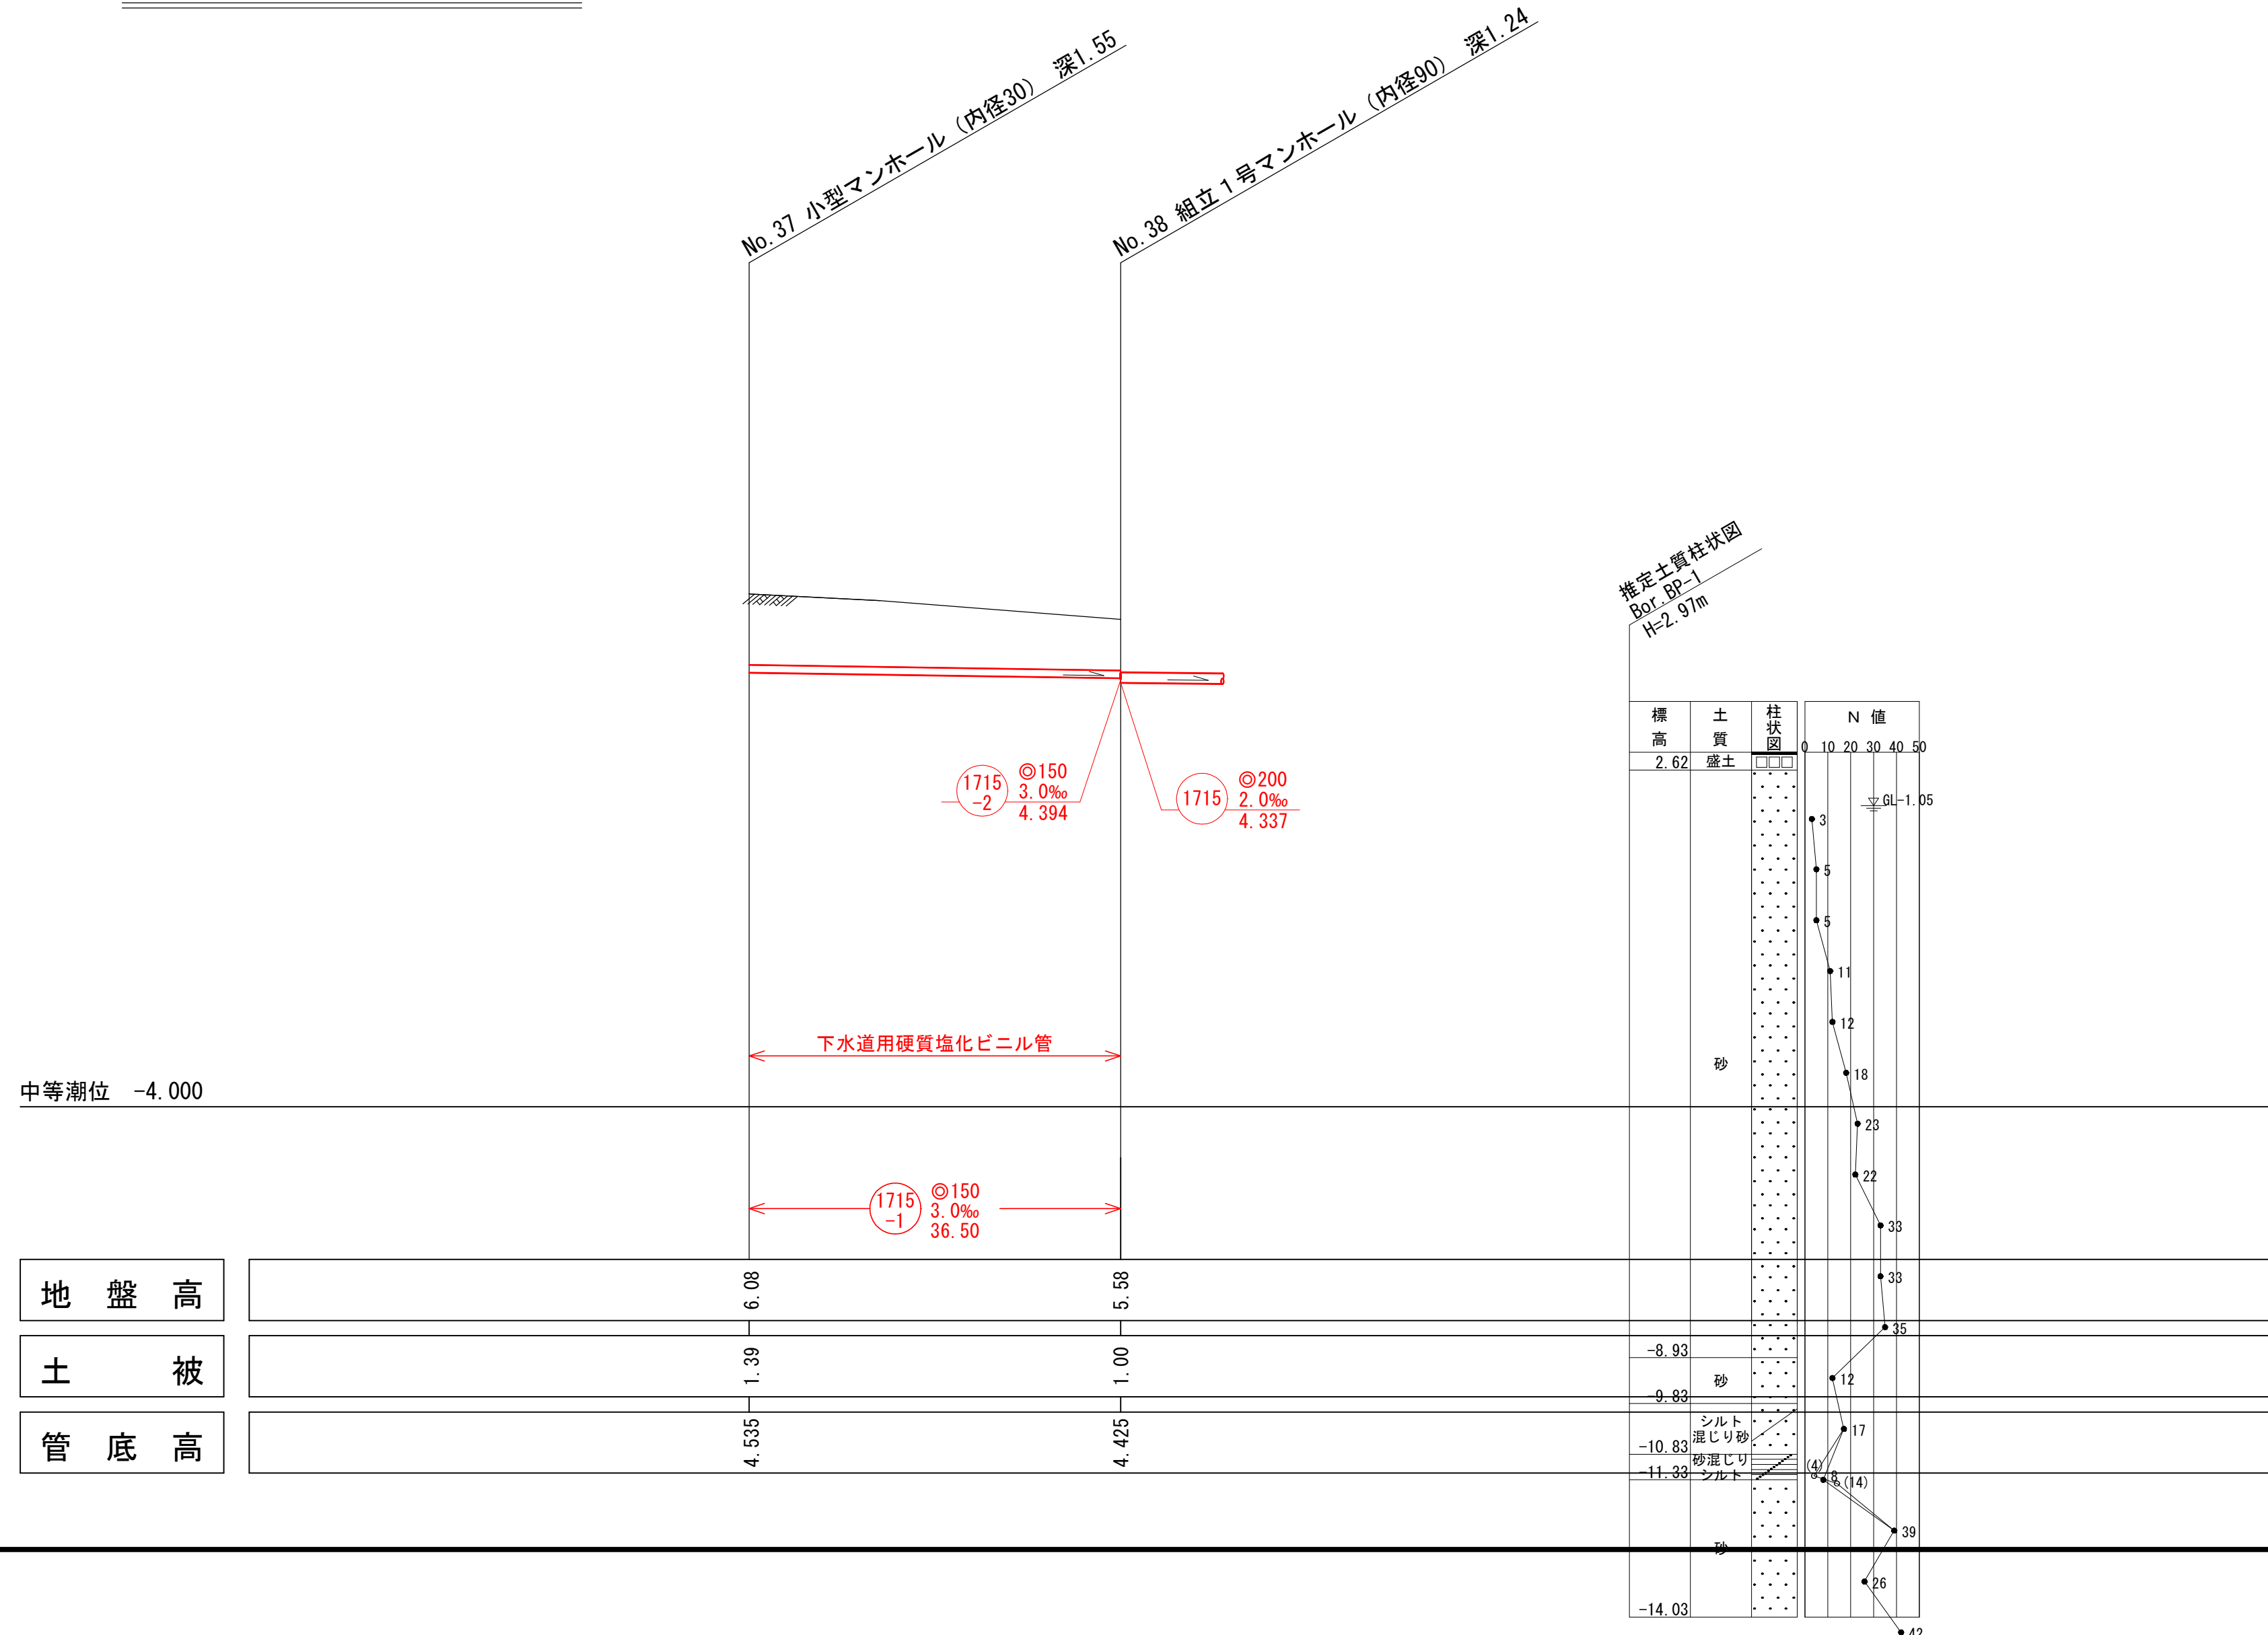 No.37 小型マンホール（内径30） 深1.55
No.38 組立１号マンホール（内径90） 深1.24
推定土質柱状図
Bor.BP-1
H=2.97m
標高
土質
柱状図
N 値
0 10 20 30 40 50
2.62 盛土
GL-1.05
3
5
5
11
12
18
23
22
33
33
35
12
17
(4)
8
(14)
39
26
42
砂
-8.93
砂
-9.83
シルト
混じり砂
-10.83
砂混じり
シルト
-11.33
砂
-14.03
1715
-2
◎150
3.0‰
4.394
1715
◎200
2.0‰
4.337
下水道用硬質塩化ビニル管
中等潮位 -4.000
1715
-1
◎150
3.0‰
36.50
地盤高 6.08 5.58
土被 1.39 1.00
管底高 4.535 4.425